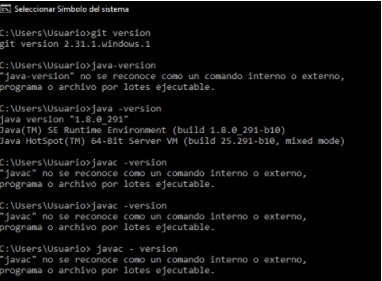 Seleccionar Símbolo del sistema
C:\Users\Usuario>git version
git version 2.31.1.windows.1
C:\Users\Usuario>java-version
"java-version" no se reconoce como un comando interno o externo,
programa o archivo por lotes ejecutable.
C:\Users\Usuario>java -version
java version "1.8.0_291"
Java(TM) SE Runtime Environment (build 1.8.0_291-b10)
Java HotSpot(TM) 64-Bit Server VM (build 25.291-b10, mixed mode)
C:\Users\Usuario>javac -version
"javac" no se reconoce como un comando interno o externo,
programa o archivo por lotes ejecutable.
C:\Users\Usuario>javac -version
"javac" no se reconoce como un comando interno o externo,
programa o archivo por lotes ejecutable.
C:\Users\Usuario> javac - version
"javac" no se reconoce como un comando interno o externo,
programa o archivo por lotes ejecutable.